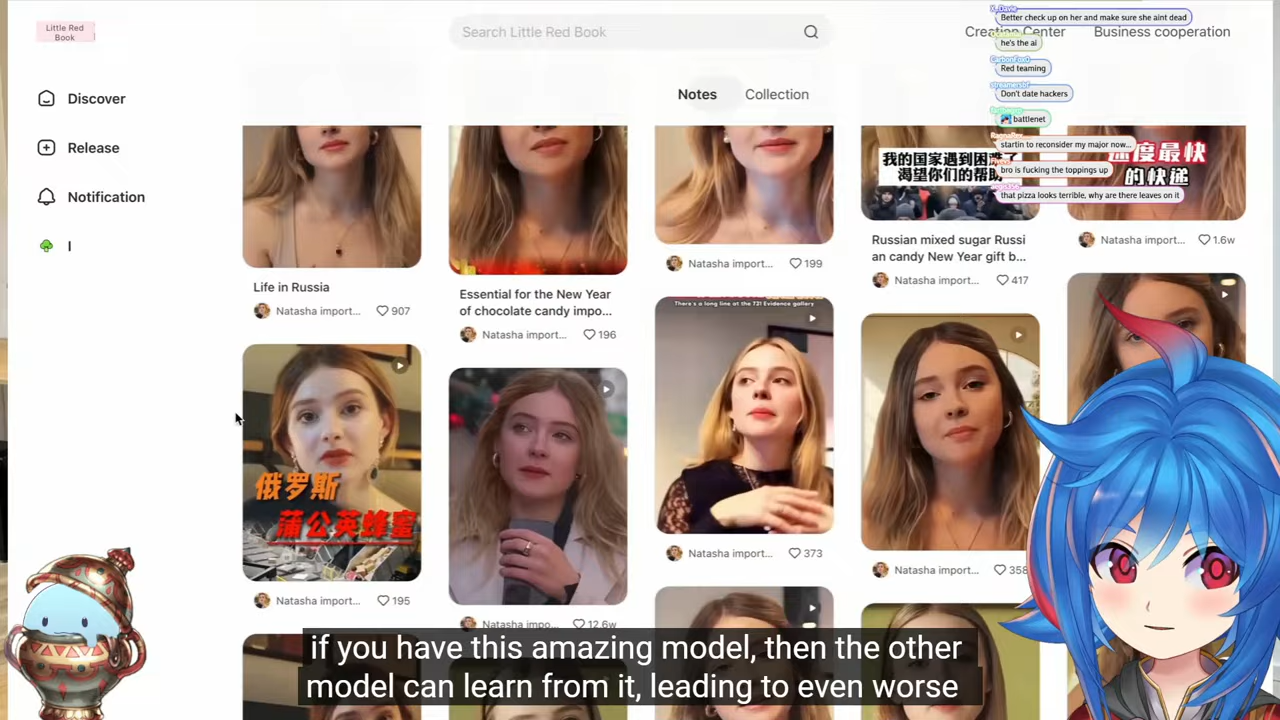 Little Red
Book
Search Little Red Book
Creation Center
Business cooperation
X_Davie
Better check up on her and make sure she aint dead
he's the ai
Red teaming
Don't date hackers
battlenet
startin to reconsider my major now...
bro is fucking the toppings up
that pizza looks terrible, why are there leaves on it
Discover
Release
Notification
I
Notes
Collection
我的国家遇到困难了
渴望你们的帮助
速度最快
的快递
Life in Russia
Natasha import...
907
Essential for the New Year
of chocolate candy impo...
Natasha import...
196
Natasha import...
199
Russian mixed sugar Russi
an candy New Year gift b...
Natasha import...
417
Natasha import...
1.6w
There's a long line at the 731 Evidence gallery
俄罗斯
蒲公英蜂蜜
Natasha import...
195
Natasha import...
12.6w
Natasha import...
373
Natasha import...
358
if you have this amazing model, then the other
model can learn from it, leading to even worse